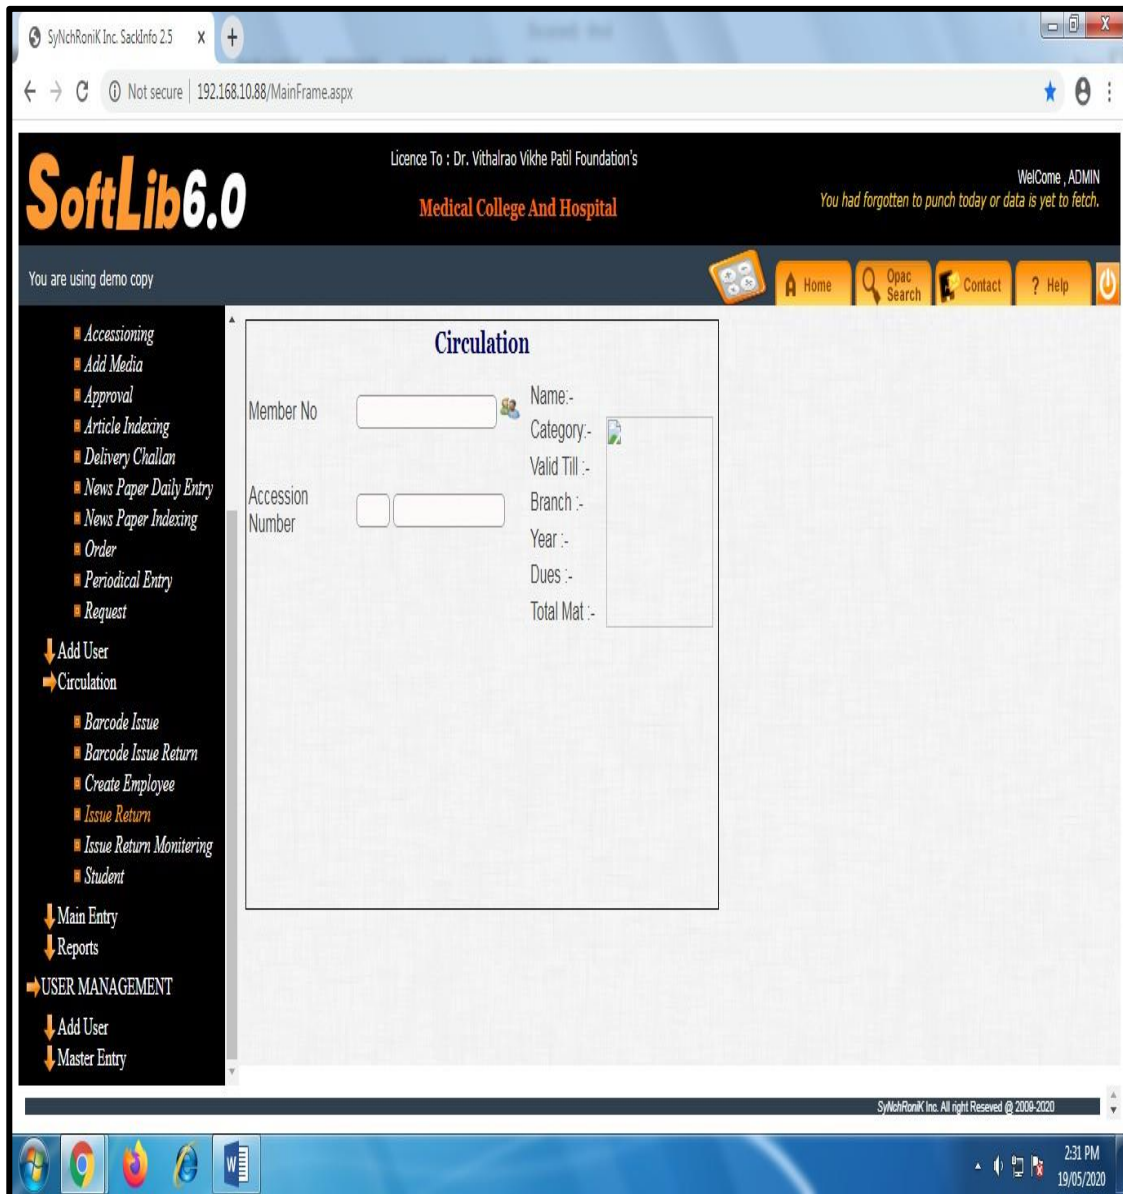 SyNchRoniK Inc. SackInfo 2.5
Not secure | 192.168.10.88/MainFrame.aspx
SoftLib6.0
Licence To : Dr. Vithalrao Vikhe Patil Foundation's
Medical College And Hospital
WelCome , ADMIN
You had forgotten to punch today or data is yet to fetch.
You are using demo copy
Home
Opac
Search
Contact
? Help
Accessioning
Add Media
Approval
Article Indexing
Delivery Challan
News Paper Daily Entry
News Paper Indexing
Order
Periodical Entry
Request
Add User
Circulation
Barcode Issue
Barcode Issue Return
Create Employee
Issue Return
Issue Return Monitering
Student
Main Entry
Reports
USER MANAGEMENT
Add User
Master Entry
Circulation
Member No
Accession
Number
Name:-
Category:-
Valid Till :-
Branch :-
Year :-
Dues :-
Total Mat :-
SyNchRoniK Inc. All right Reseved @ 2009-2020
2:31 PM
19/05/2020